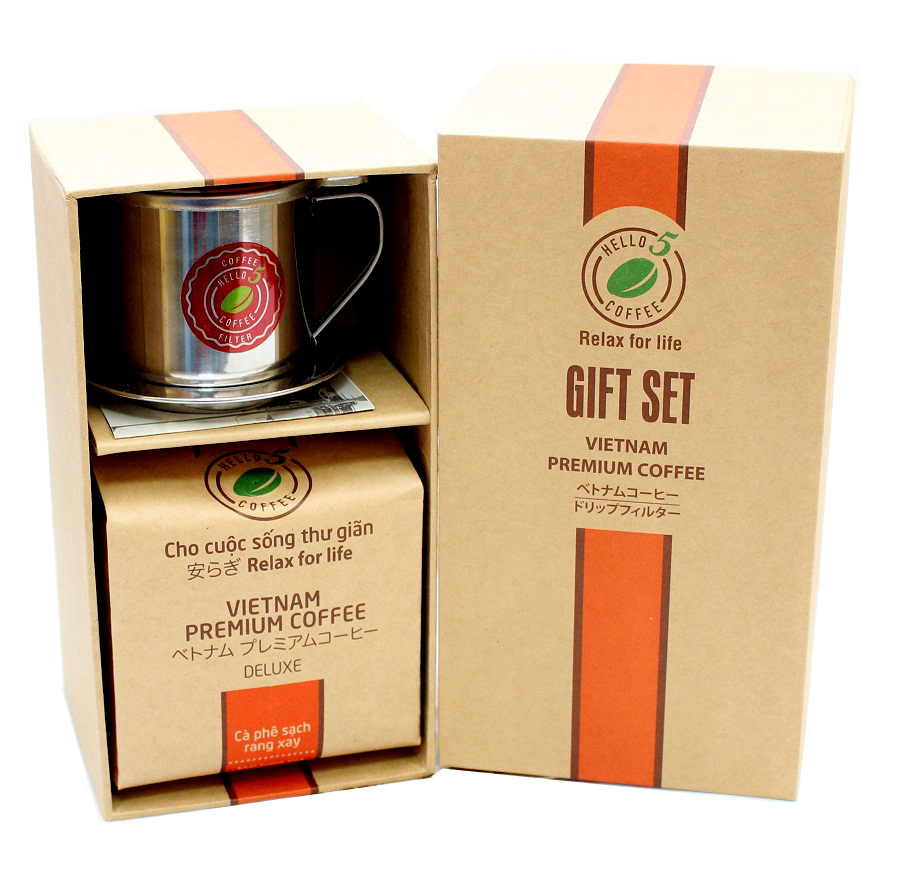 COFFEE
HELLO 5
COFFEE
FILTER
HELLO 5
COFFEE
Cho cuộc sống thư giãn
安らぎ Relax for life
VIETNAM
PREMIUM COFFEE
ベトナム プレミアムコーヒー
DELUXE
Cà phê sạch
rang xay
HELLO 5
COFFEE
Relax for life
GIFT SET
VIETNAM
PREMIUM COFFEE
ベトナムコーヒー
ドリップフィルター